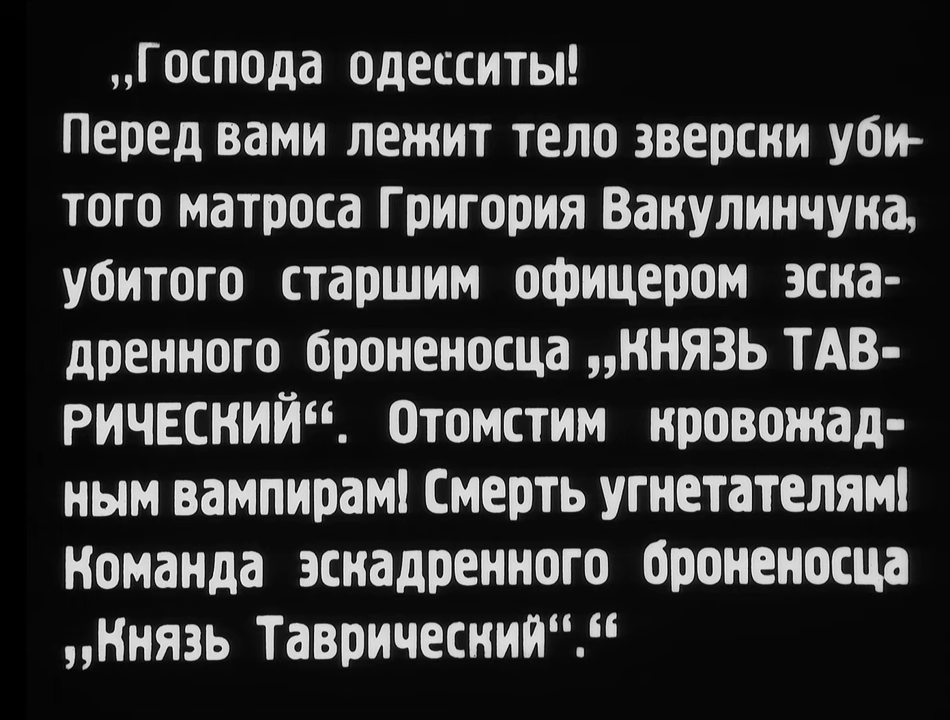 „Господа одесситы!
Перед вами лежит тело зверски уби-
того матроса Григория Вакулинчука,
убитого старшим офицером эска-
дренного броненосца „КНЯЗЬ ТАВ-
РИЧЕСКИЙ“. Отомстим кровожад-
ным вампирам! Смерть угнетателям!
Команда эскадренного броненосца
„Князь Таврический“.“